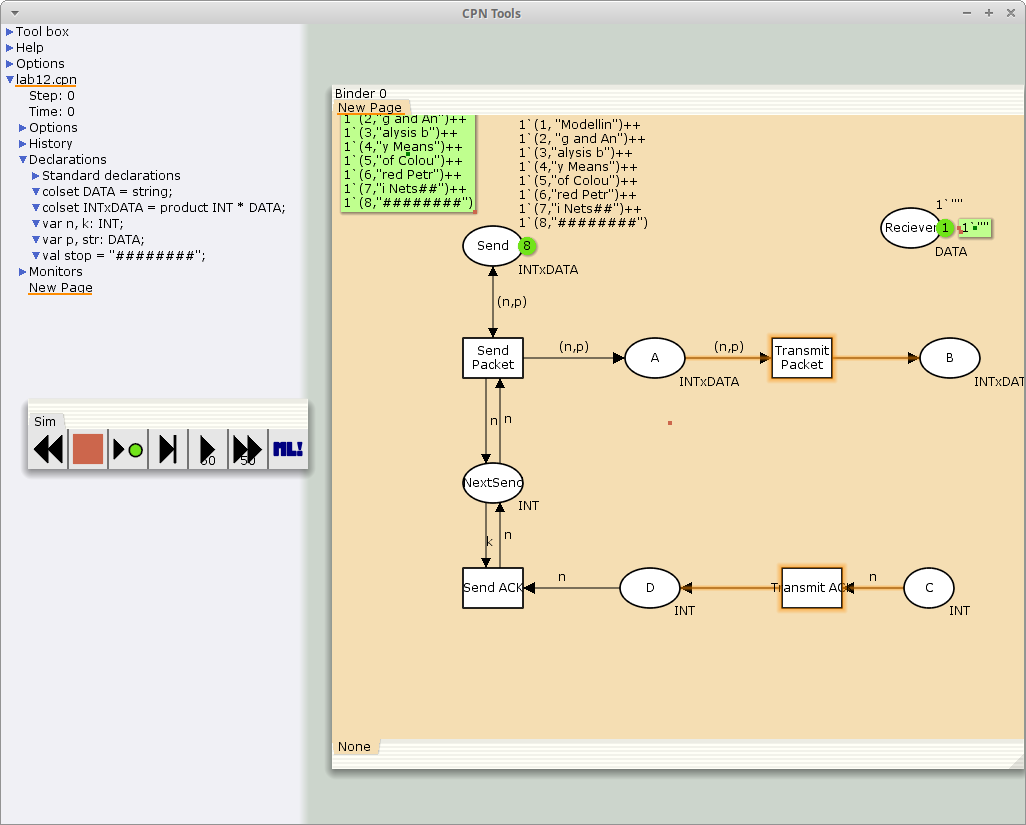 CPN Tools
Tool box
Help
Options
lab12.cpn
Step: 0
Time: 0
Options
History
Declarations
Standard declarations
colset DATA = string;
colset INTxDATA = product INT * DATA;
var n, k: INT;
var p, str: DATA;
val stop = "########";
Monitors
New Page
Sim
50
50
ML!
Binder 0
New Page
1`(2, "g and An")++
1`(3,"alysis b")++
1`(4,"y Means")++
1`(5,"of Colou")++
1`(6,"red Petr")++
1`(7,"i Nets##")++
1`(8,"########")
1`(1, "Modellin")++
1`(2, "g and An")++
1`(3,"alysis b")++
1`(4,"y Means")++
1`(5,"of Colou")++
1`(6,"red Petr")++
1`(7,"i Nets##")++
1`(8,"########")
Send
8
INTxDATA
1`""
Reciever
1
1`""
DATA
(n,p)
Send
Packet
(n,p)
A
INTxDATA
(n,p)
Transmit
Packet
B
INTxDAT
n
n
NextSend
INT
k
n
Send ACK
n
D
INT
Transmit ACK
n
C
INT
None